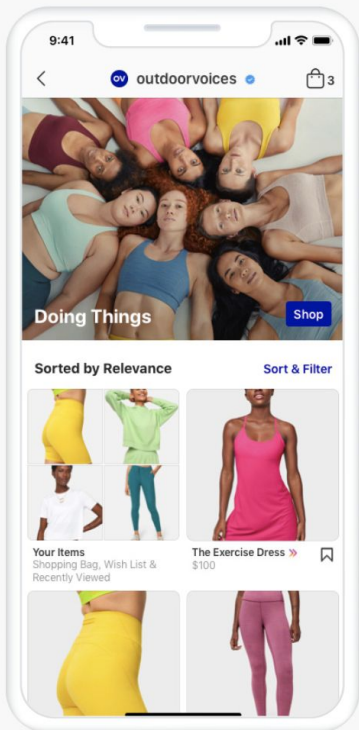 9:41
OV outdoorvoices 3
Doing Things
Shop
Sorted by Relevance
Sort & Filter
Your Items
Shopping Bag, Wish List &
Recently Viewed
The Exercise Dress »
$100